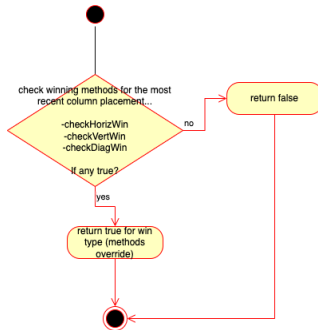 check winning methods for the most
recent column placement...
-checkHorizWin
-checkVertWin
-checkDiagWin
If any true?
no
return false
yes
return true for win
type (methods
override)